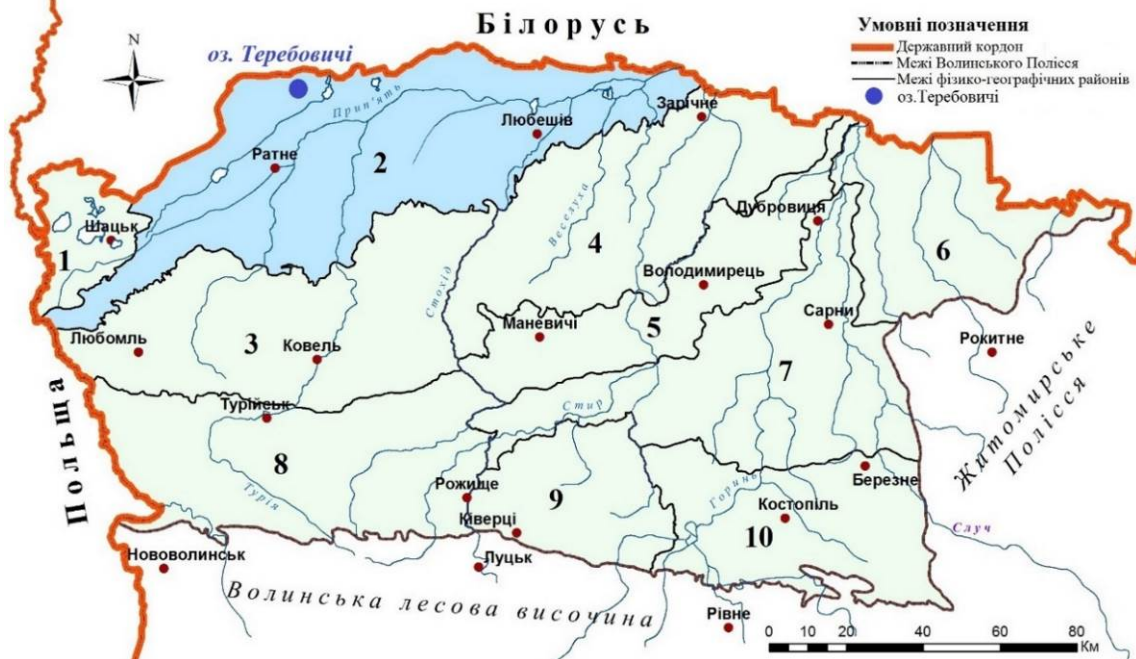 Білорусь
Умовні позначення
Державний кордон
Межі Волинського Полісся
Межі фізико-географічних районів
оз.Теребовичі
N
оз. Теребовичі
Прип'ять
Зарічне
Любешів
Ратне
2
Веселуха
Дубровиця
Шацьк
1
4
6
Володимирець
Стохід
Любомль
3
Ковель
Маневичі
5
Сарни
Рокитне
7
Польща
Турійськ
Стир
Житомирське
Полісся
8
Турія
Рожище
9
Горинь
Березне
Костопіль
Ківерці
10
Случ
Нововолинськ
Луцьк
Волинська лесова височина
Рівне
0 10 20 40 60 80
Км